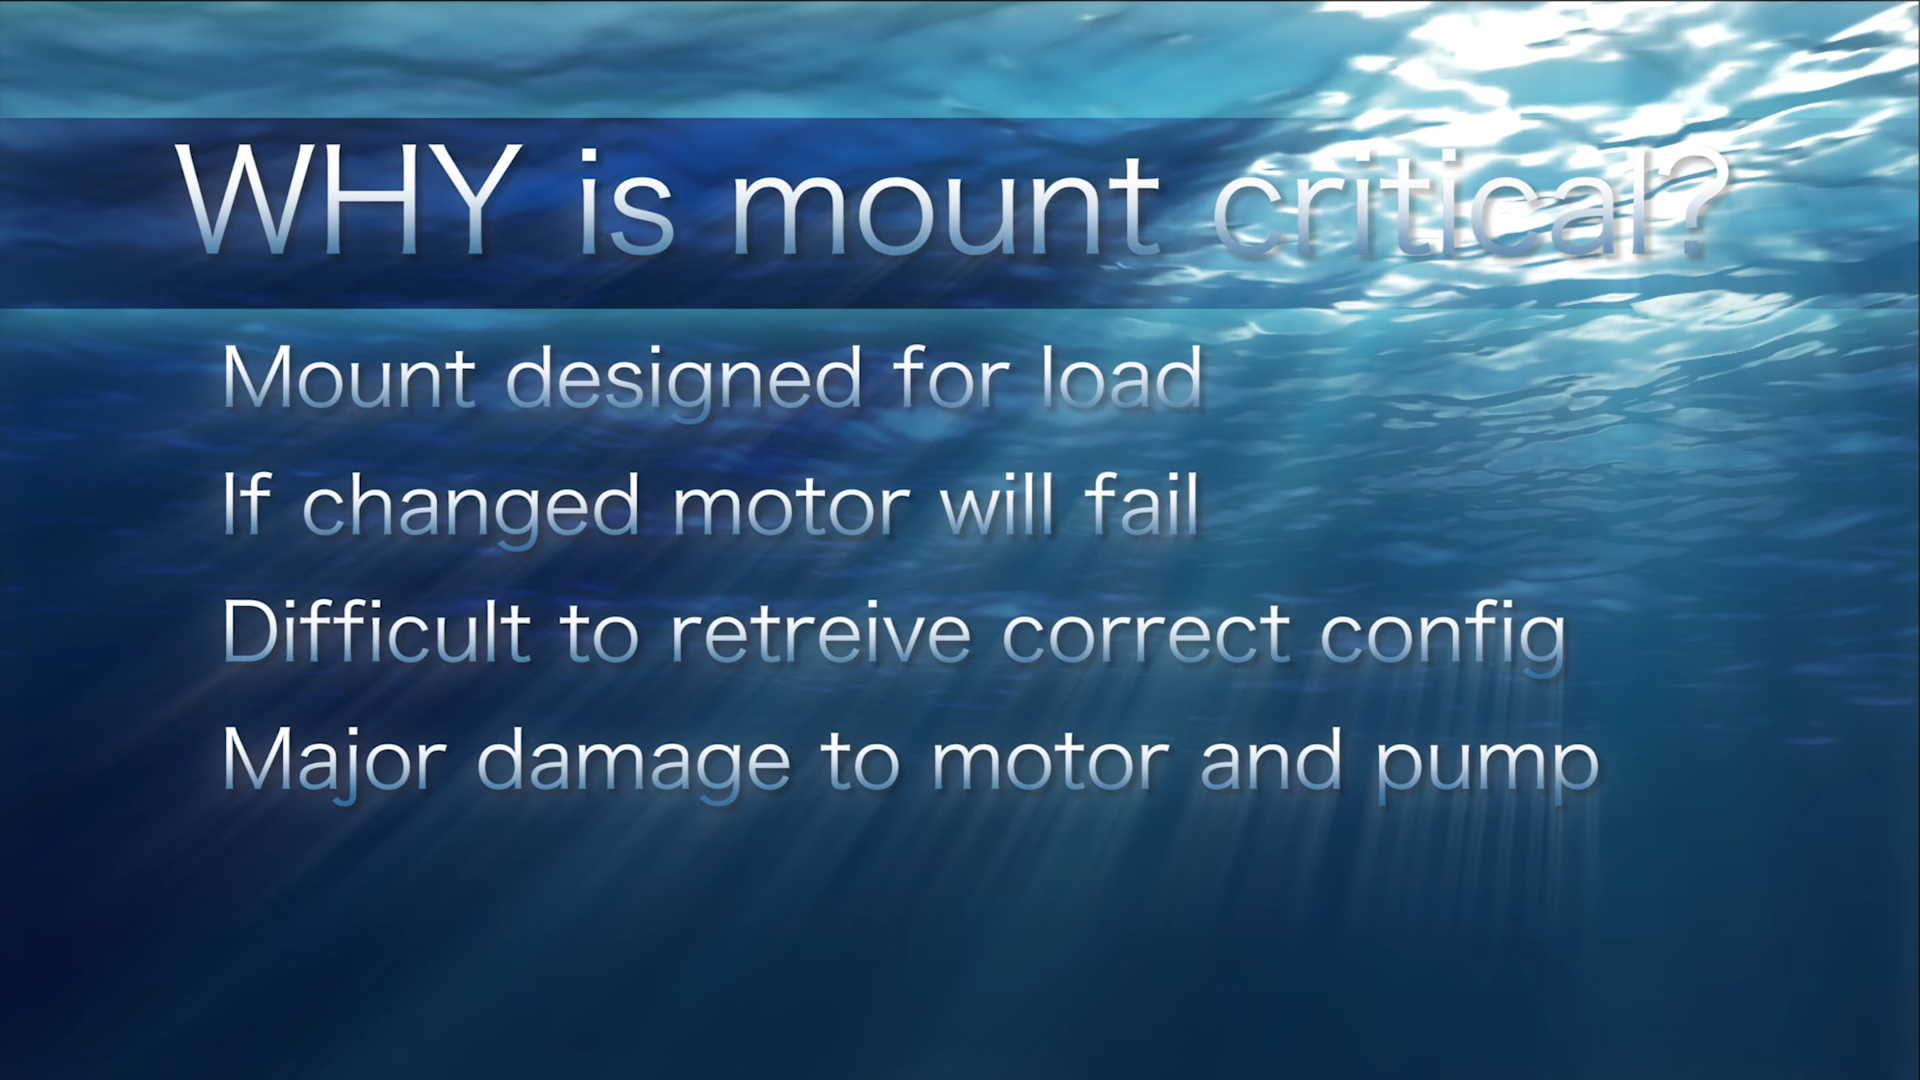 WHY is mount critical?
Mount designed for load
If changed motor will fail
Difficult to retreive correct config
Major damage to motor and pump